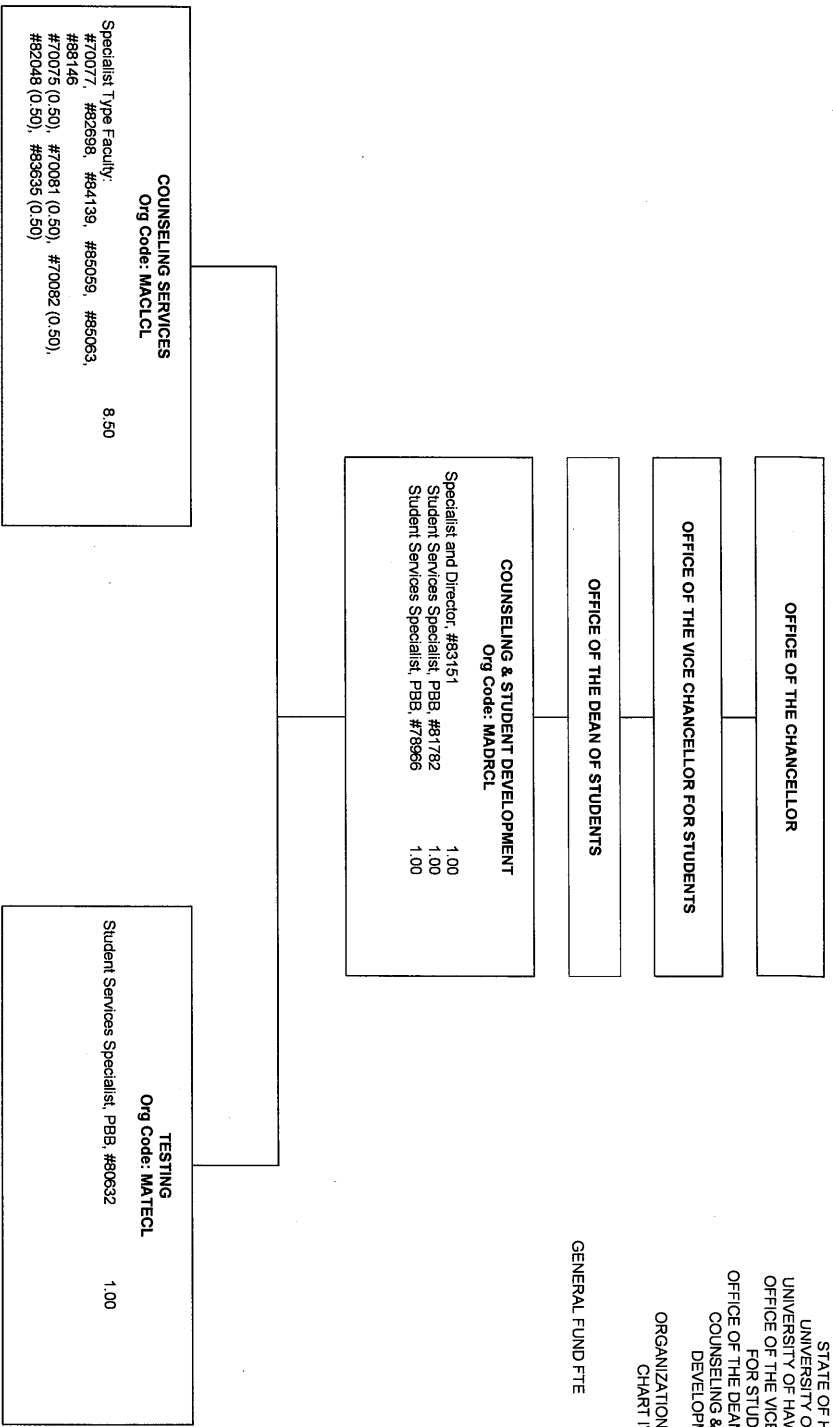 STATE OF
UNIVERSITY
UNIVERSITY OF
OFFICE OF THE VICE
FOR
OFFICE OF THE
COUNSELING &
ORGANIZATION
CHART
GENERAL FUND FTE
OFFICE OF THE CHANCELLOR
OFFICE OF THE VICE CHANCELLOR FOR STUDENTS
OFFICE OF THE DEAN OF STUDENTS
COUNSELING & STUDENT DEVELOPMENT
Org Code: MADRCL
Specialist and Director, #83151 1.00
Student Services Specialist, PBB, #81782 1.00
Student Services Specialist, PBB, #78966 1.00
COUNSELING SERVICES
Org Code: MACLCL
Specialist Type Faculty: 8.50
#70077, #82698, #84139, #85059, #85063,
#88146
#70075 (0.50), #70081 (0.50), #70082 (0.50),
#82048 (0.50), #83635 (0.50)
TESTING
Org Code: MATECL
Student Services Specialist, PBB, #80632 1.00